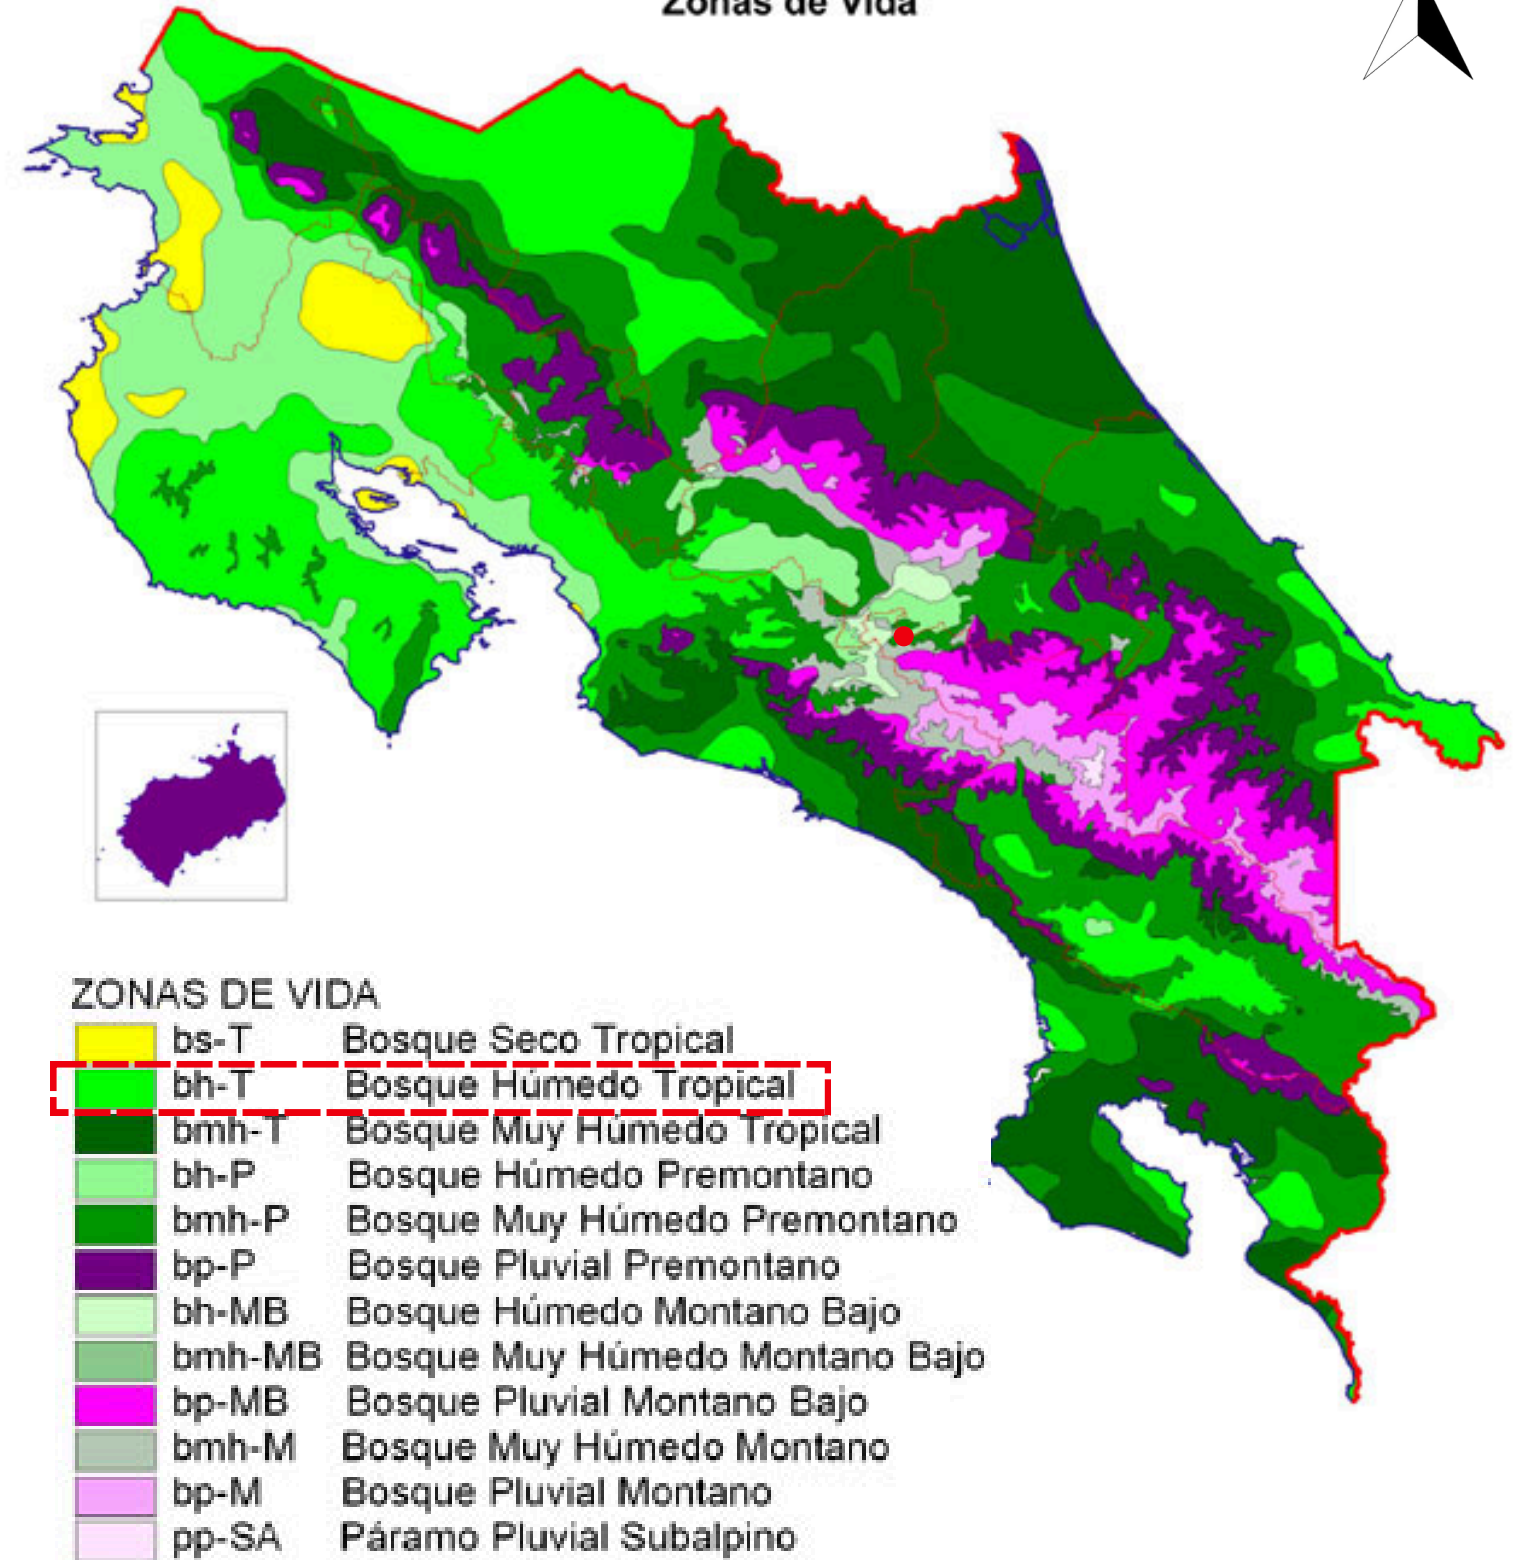 Zonas de Vida
ZONAS DE VIDA
bs-T Bosque Seco Tropical
bh-T Bosque Húmedo Tropical
bmh-T Bosque Muy Húmedo Tropical
bh-P Bosque Húmedo Premontano
bmh-P Bosque Muy Húmedo Premontano
bp-P Bosque Pluvial Premontano
bh-MB Bosque Húmedo Montano Bajo
bmh-MB Bosque Muy Húmedo Montano Bajo
bp-MB Bosque Pluvial Montano Bajo
bmh-M Bosque Muy Húmedo Montano
bp-M Bosque Pluvial Montano
pp-SA Páramo Pluvial Subalpino